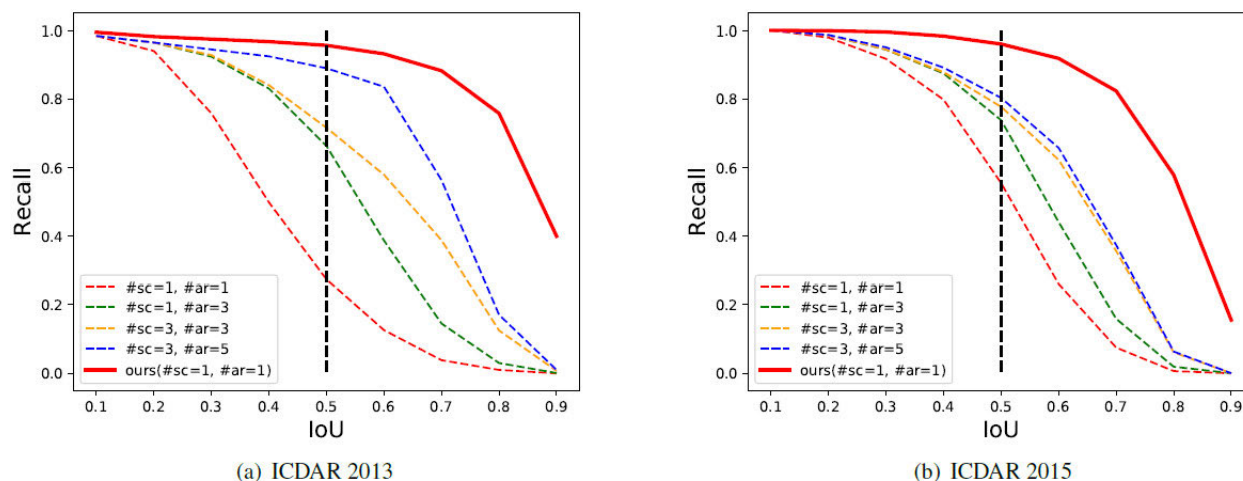 1.0
0.8
0.6
0.4
0.2
0.0
Recall
#sc=1, #ar=1
#sc=1, #ar=3
#sc=3, #ar=3
#sc=3, #ar=5
ours(#sc=1, #ar=1)
0.1 0.2 0.3 0.4 0.5 0.6 0.7 0.8 0.9
IoU
(a) ICDAR 2013
1.0
0.8
0.6
0.4
0.2
0.0
Recall
#sc=1, #ar=1
#sc=1, #ar=3
#sc=3, #ar=3
#sc=3, #ar=5
ours(#sc=1, #ar=1)
0.1 0.2 0.3 0.4 0.5 0.6 0.7 0.8 0.9
IoU
(b) ICDAR 2015